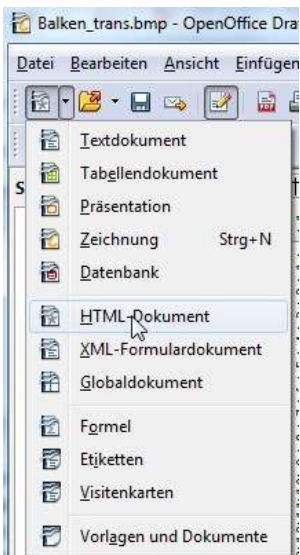 Balken_trans.bmp - OpenOffice Dra
Datei Bearbeiten Ansicht Einfügen
Textdokument
Tabellendokument
Präsentation
Zeichnung Strg+N
Datenbank
HTML-Dokument
XML-Formulardokument
Globaldokument
Formel
Etiketten
Visitenkarten
Vorlagen und Dokumente